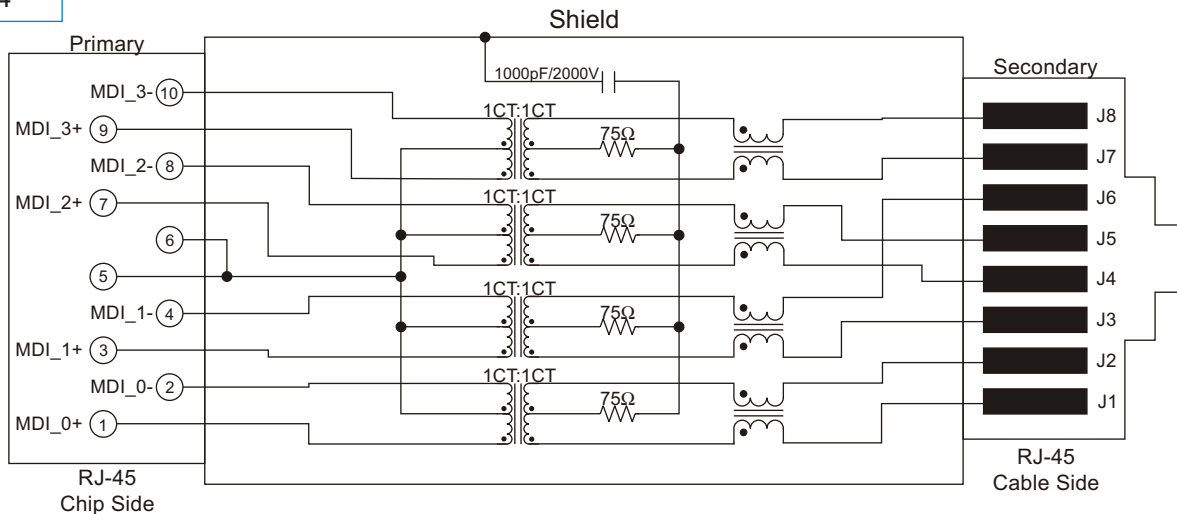 Shield
Primary
1000pF/2000V
Secondary
MDI_3- 10
1CT:1CT
J8
MDI_3+ 9
75Ω
J7
MDI_2- 8
1CT:1CT
J6
MDI_2+ 7
75Ω
J5
6
5
J4
1CT:1CT
MDI_1- 4
75Ω
J3
MDI_1+ 3
J2
1CT:1CT
MDI_0- 2
75Ω
J1
MDI_0+ 1
RJ-45
Chip Side
RJ-45
Cable Side